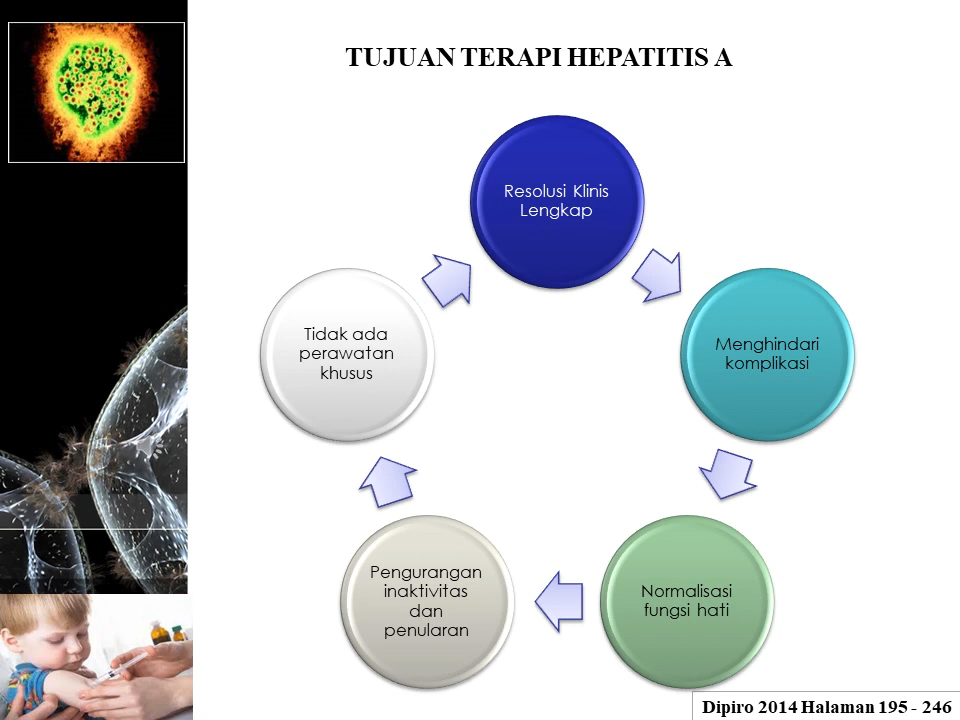 TUJUAN TERAPI HEPATITIS A
Resolusi Klinis
Lengkap
Menghindari
komplikasi
Normalisasi
fungsi hati
Pengurangan
inaktivitas
dan
penularan
Tidak ada
perawatan
khusus
Dipiro 2014 Halaman 195 - 246